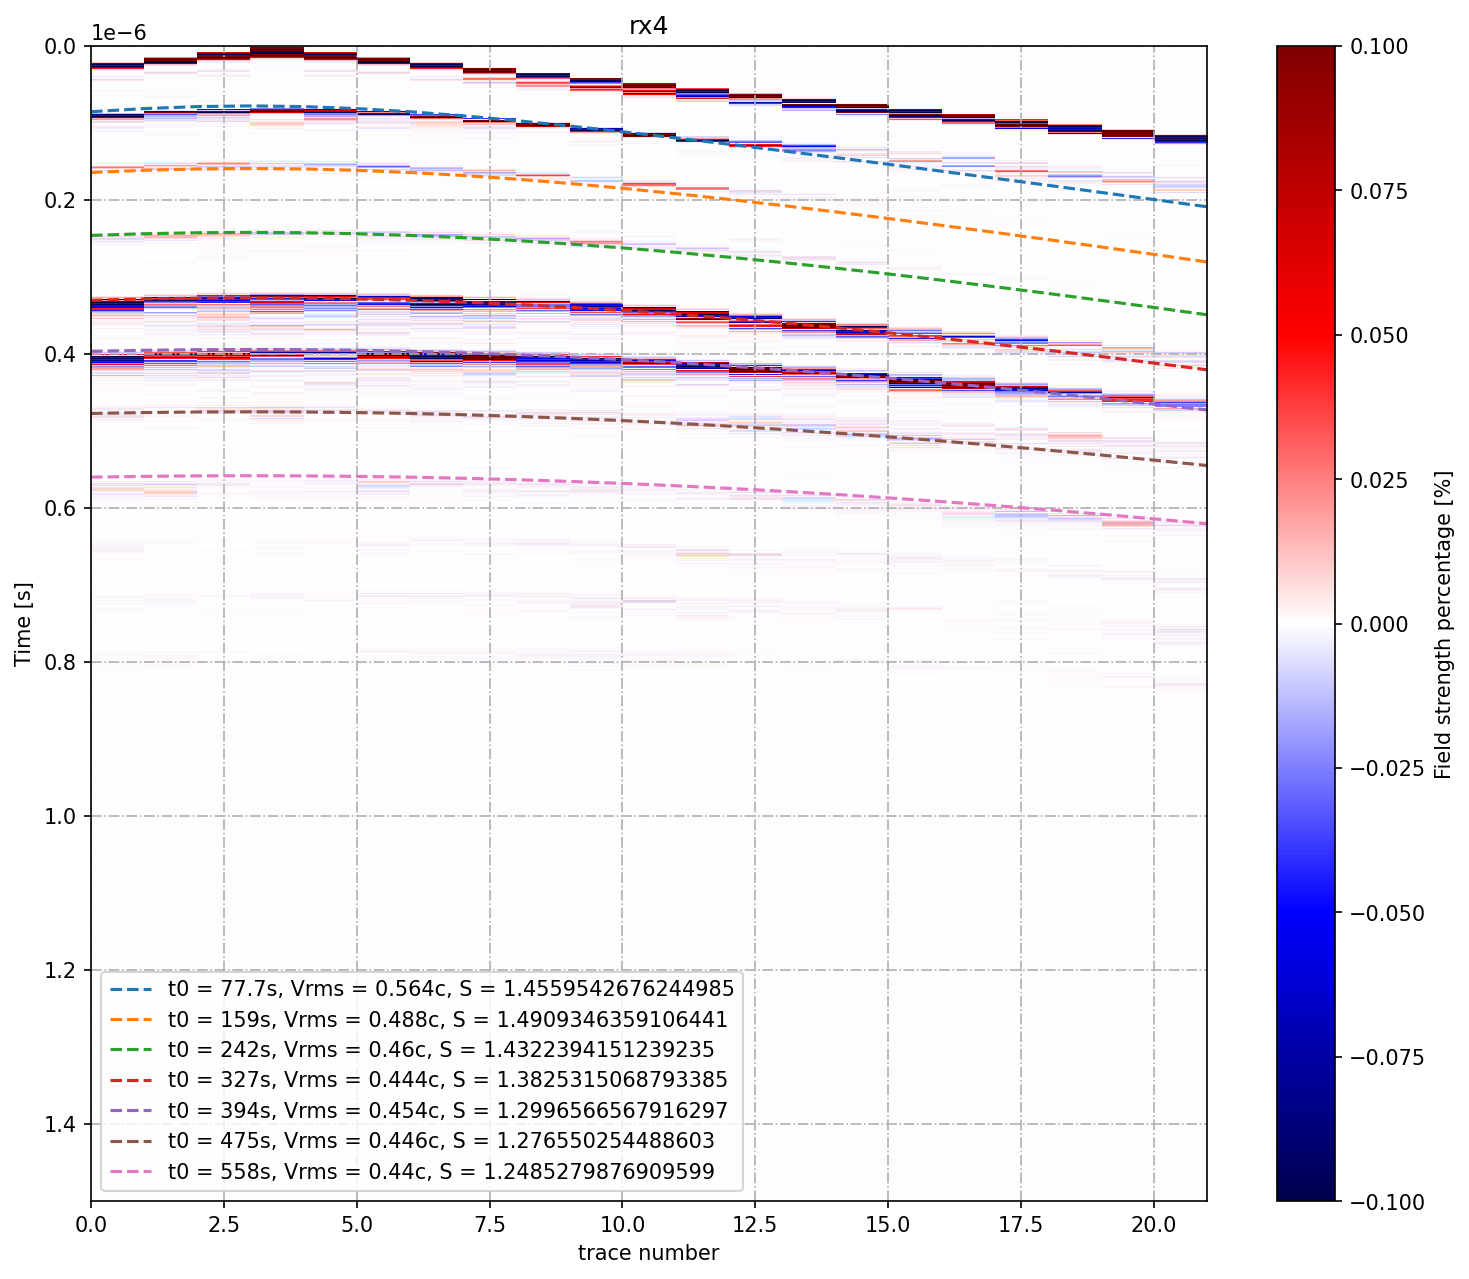 rx4
1e−6
0.0
0.2
0.4
0.6
0.8
1.0
1.2
1.4
Time [s]
t0 = 77.7s, Vrms = 0.564c, S = 1.4559542676244985
t0 = 159s, Vrms = 0.488c, S = 1.4909346359106441
t0 = 242s, Vrms = 0.46c, S = 1.4322394151239235
t0 = 327s, Vrms = 0.444c, S = 1.3825315068793385
t0 = 394s, Vrms = 0.454c, S = 1.2996566567916297
t0 = 475s, Vrms = 0.446c, S = 1.276550254488603
t0 = 558s, Vrms = 0.44c, S = 1.2485279876909599
0.0 2.5 5.0 7.5 10.0 12.5 15.0 17.5 20.0
trace number
0.100
0.075
0.050
0.025
0.000
−0.025
−0.050
−0.075
−0.100
Field strength percentage [%]